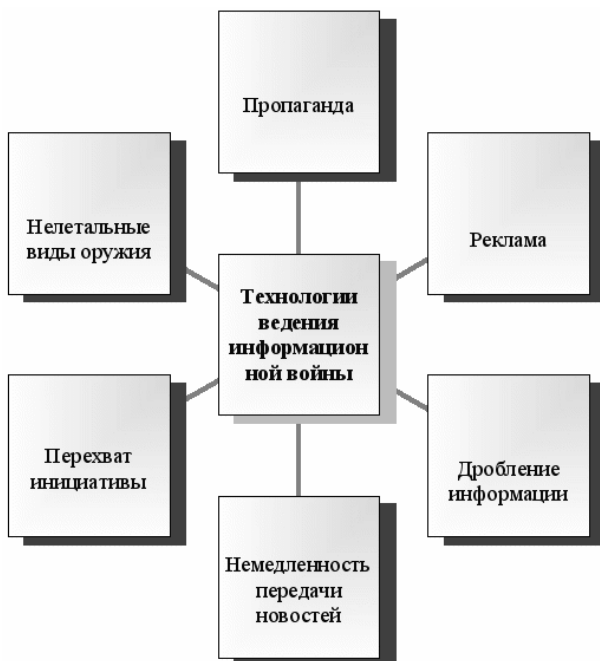 Пропаганда
Нелетальные
виды оружия
Реклама
Технологии
ведения
информацион
ной войны
Перехват
инициативы
Дробление
информации
Немедленность
передачи
новостей